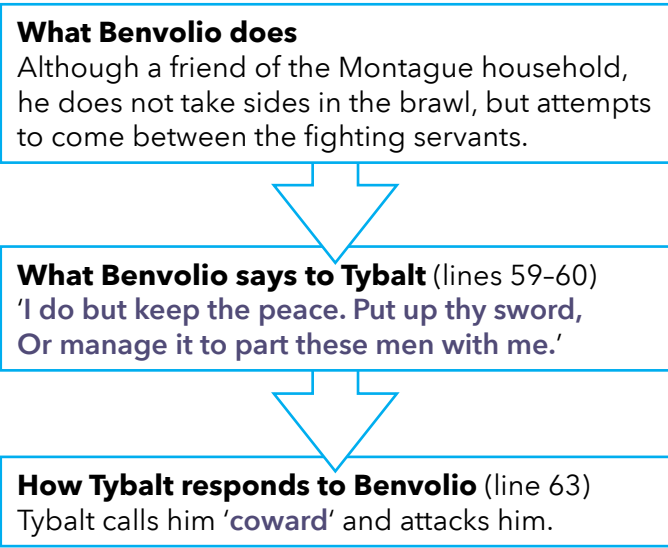 What Benvolio does
Although a friend of the Montague household,
he does not take sides in the brawl, but attempts
to come between the fighting servants.
What Benvolio says to Tybalt (lines 59–60)
‘I do but keep the peace. Put up thy sword,
Or manage it to part these men with me.’
How Tybalt responds to Benvolio (line 63)
Tybalt calls him ‘coward’ and attacks him.